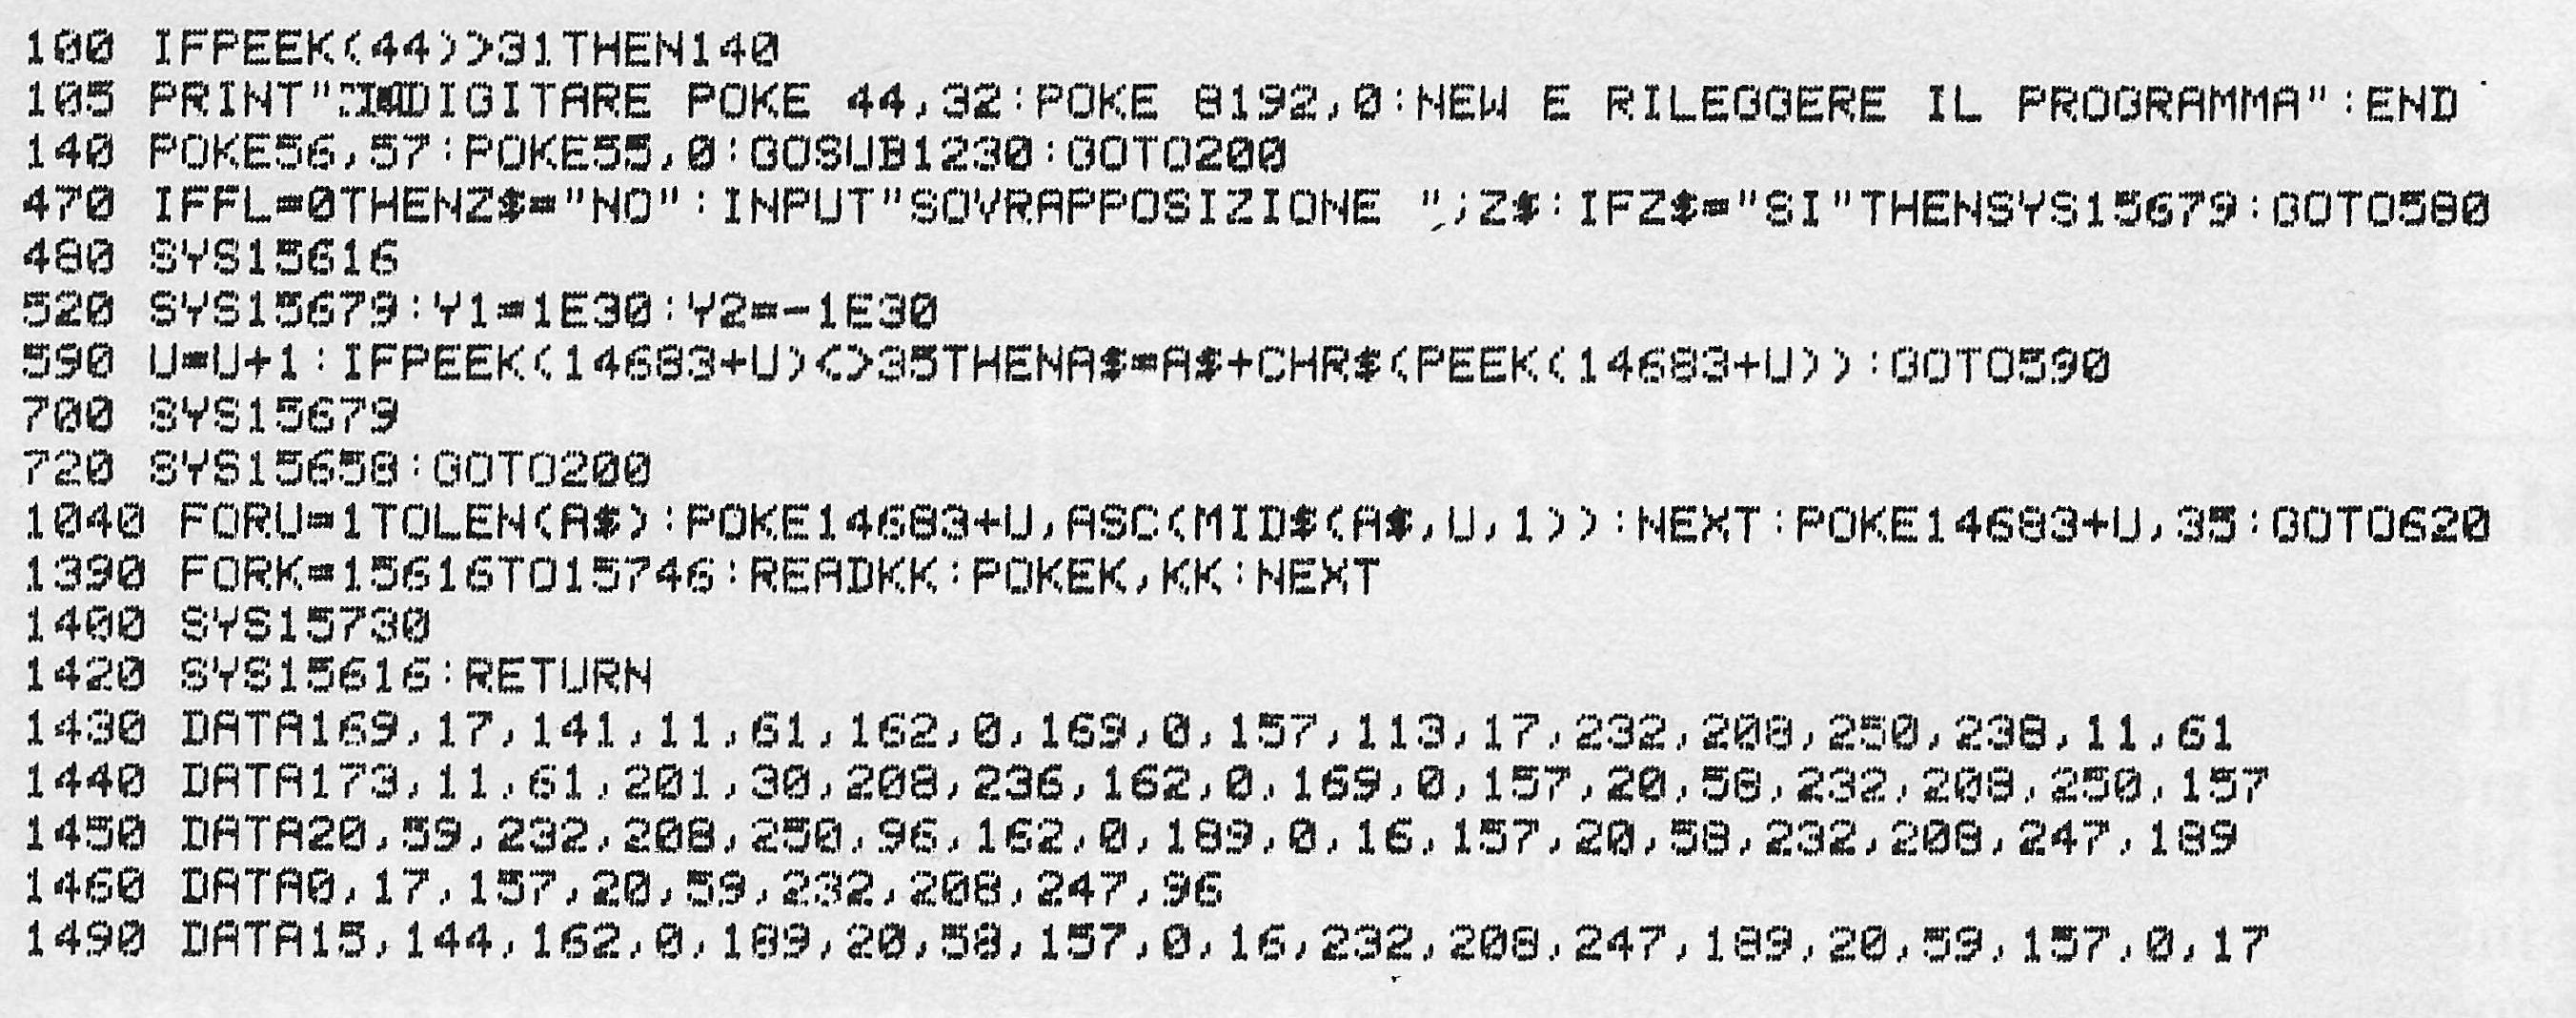 100 IFPEEK(44)>31THEN140
105 PRINT"DIGITARE POKE 44,32:POKE 8192,0:NEW E RILEGGERE IL PROGRAMMA":END
140 POKE56,57:POKE55,0:GOSUB1230:GOTO200
470 IFFL=0THENZ$="NO":INPUT"SOVRAPPOSIZIONE ";Z$:IFZ$="SI"THENSYS15679:GOTO580
480 SYS15616
520 SYS15679:Y1=1E30:Y2=-1E30
590 U=U+1:IFPEEK(14683+U)<>35THENA$=A$+CHR$(PEEK(14683+U)):GOTO590
700 SYS15679
720 SYS15658:GOTO200
1040 FORU=1TOLEN(A$):POKE14683+U,ASC(MID$(A$,U,1)):NEXT:POKE14683+U,35:GOTO620
1390 FORK=15616TO15746:READKK:POKEK,KK:NEXT
1400 SYS15730
1420 SYS15616:RETURN
1430 DATA169,17,141,11,61,162,0,169,0,157,113,17,232,208,250,238,11,61
1440 DATA173,11,61,201,30,208,236,162,0,169,0,157,20,58,232,208,250,157
1450 DATA20,59,232,208,250,96,162,0,189,0,16,157,20,58,232,208,247,189
1460 DATA0,17,157,20,59,232,208,247,96
1490 DATA15,144,162,0,189,20,58,157,0,16,232,208,247,189,20,59,157,0,17